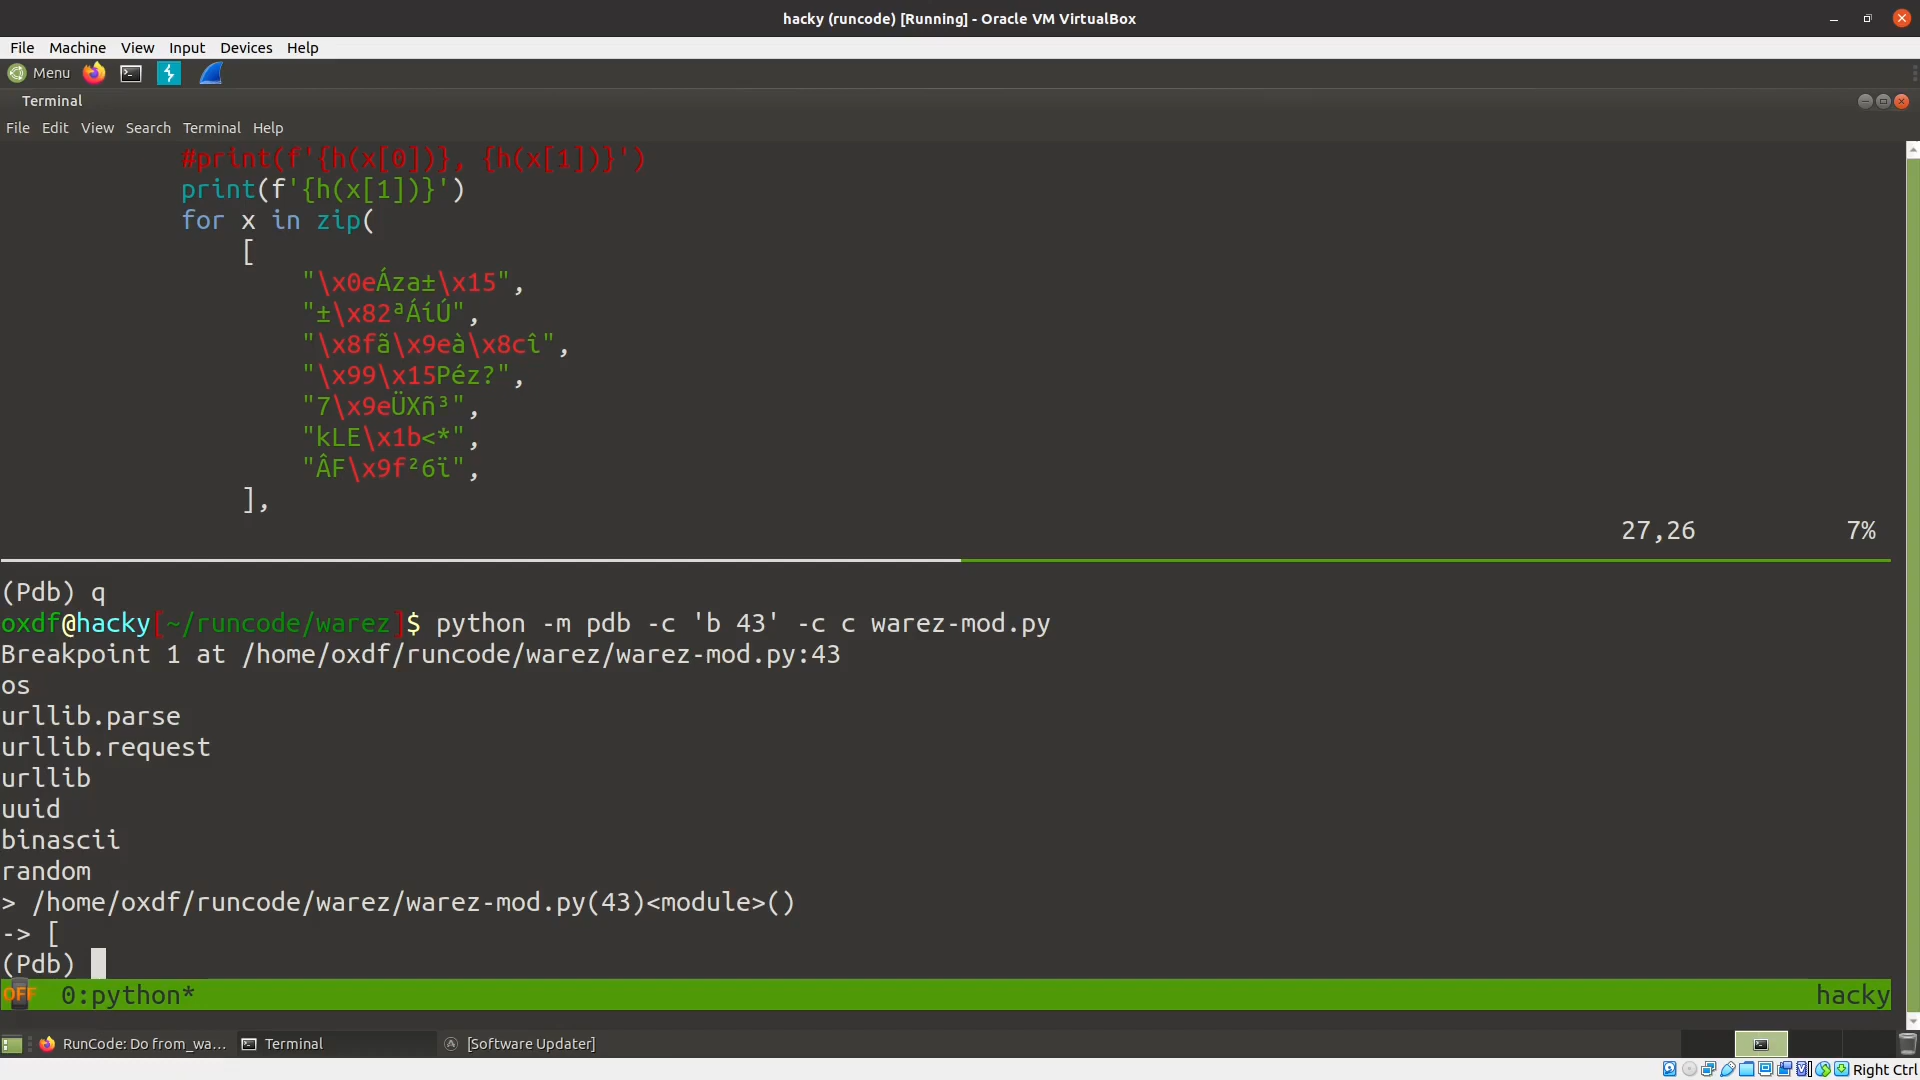 hacky (runcode) [Running] - Oracle VM VirtualBox
File Machine View Input Devices Help
Menu
Terminal
File Edit View Search Terminal Help
#print(f'{h(x[0])}, {h(x[1])}')
print(f'{h(x[1])}')
for x in zip(
[
"\x0eÁza±\x15",
"±\x82ªÁíÚ",
"\x8fã\x9eà\x8cî",
"\x99\x15Péz?",
"7\x9eÜXñ³",
"kLE\x1b<*",
"ÂF\x9f²6ï",
],
27,26 7%
(Pdb) q
oxdf@hacky[~/runcode/warez]$ python -m pdb -c 'b 43' -c c warez-mod.py
Breakpoint 1 at /home/oxdf/runcode/warez/warez-mod.py:43
os
urllib.parse
urllib.request
urllib
uuid
binascii
random
> /home/oxdf/runcode/warez/warez-mod.py(43)<module>()
-> [
(Pdb)
OFF 0:python* hacky
RunCode: Do from_wa... Terminal [Software Updater]
Right Ctrl